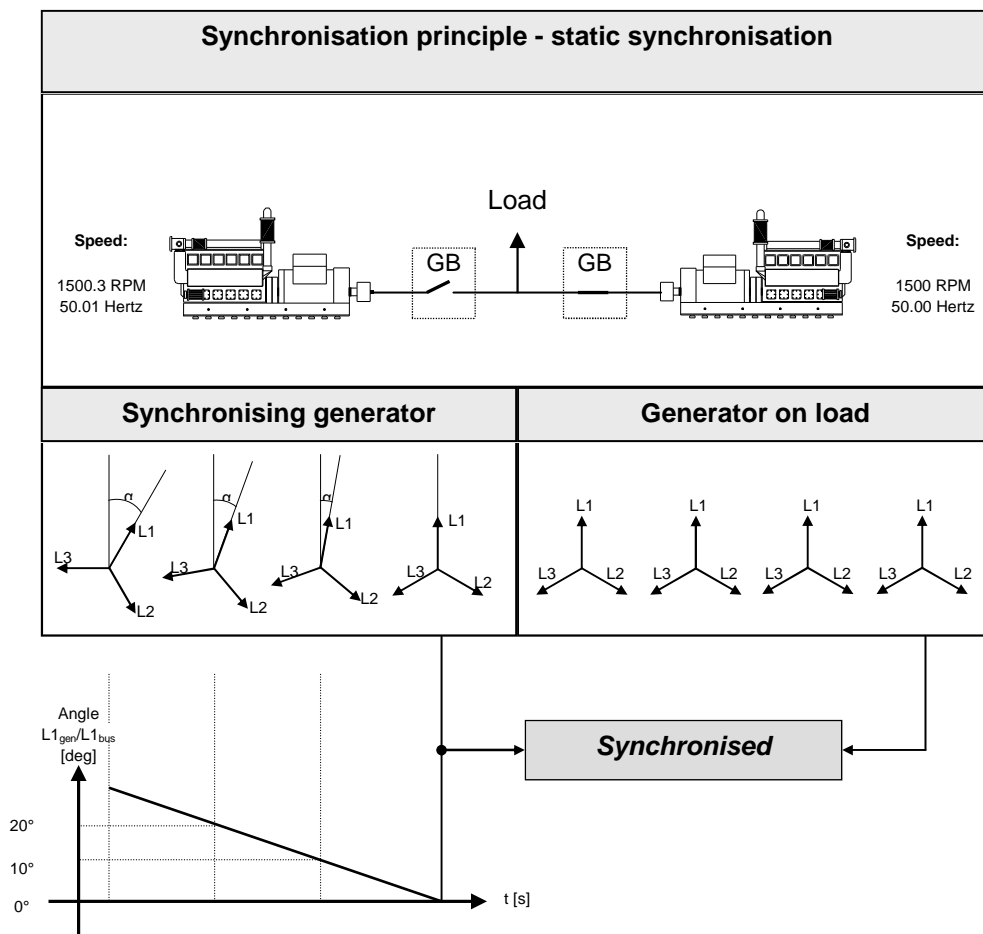 Synchronisation principle - static synchronisation
Load
Speed:
1500.3 RPM
50.01 Hertz
GB
GB
Speed:
1500 RPM
50.00 Hertz
Synchronising generator
Generator on load
α
L1
L3
L2
α
L1
L3
L2
α
L1
L3
L2
L1
L3
L2
L1
L3
L2
L1
L3
L2
L1
L3
L2
L1
L3
L2
Angle
L1gen/L1bus
[deg]
Synchronised
20°
10°
0°
t [s]